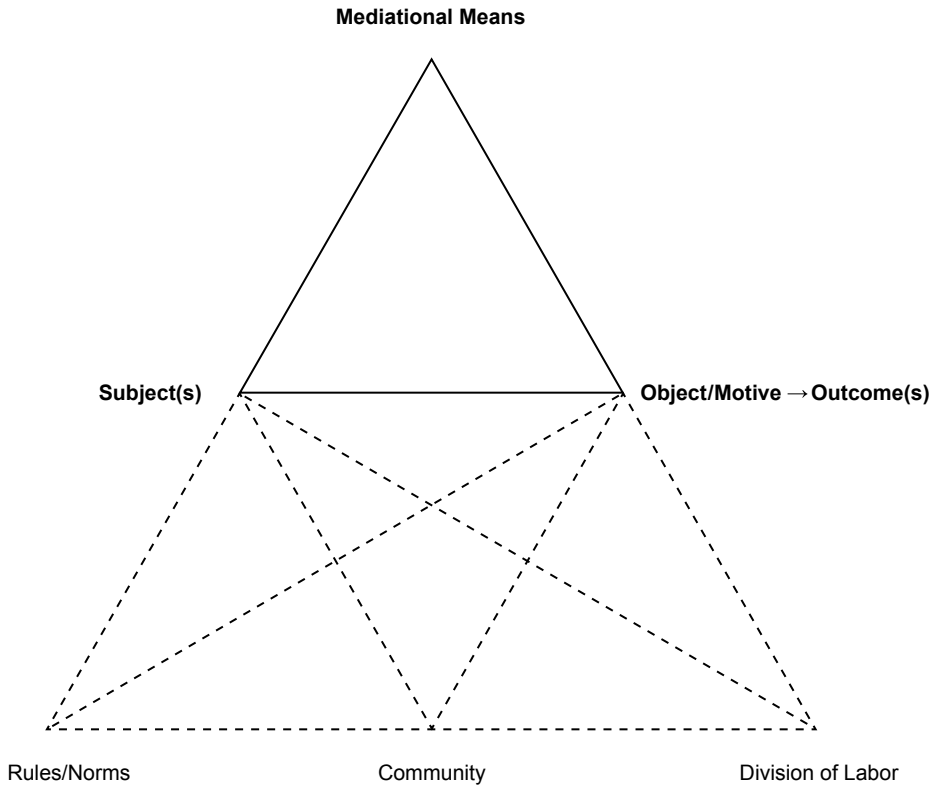 Mediational Means
Subject(s)
Object/Motive → Outcome(s)
Rules/Norms
Community
Division of Labor